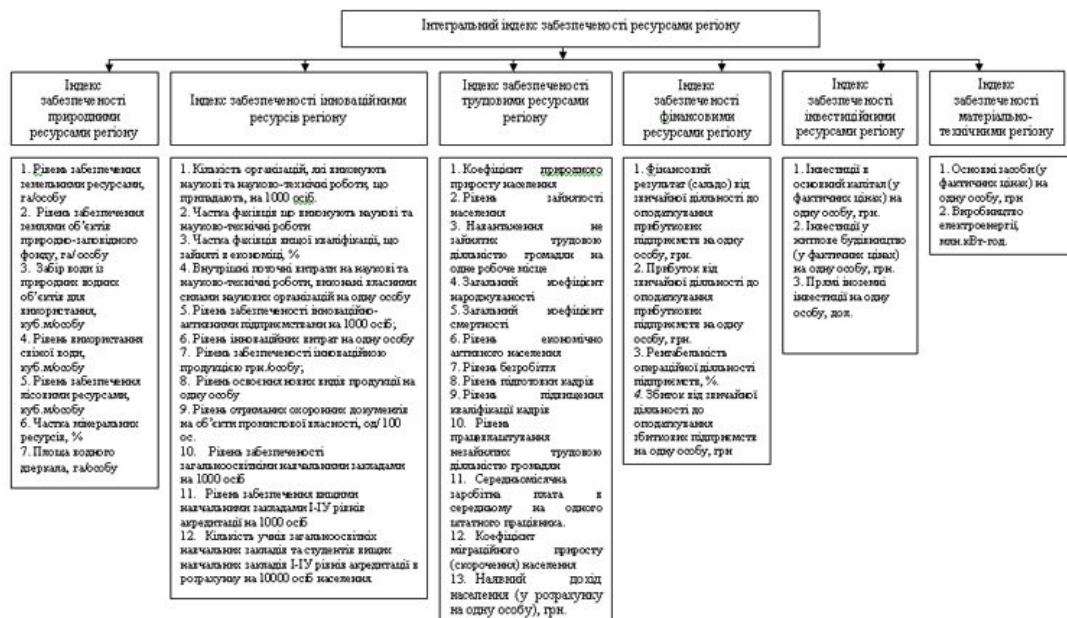 Інтегральний індекс забезпеченості ресурсами регіону
Індекс
забезпеченості
природними
ресурсами регіону
Індекс забезпеченості інноваційними
ресурсів регіону
Індекс забезпеченості
трудовими ресурсами
регіону
Індекс
забезпеченості
фінансовими
ресурсами регіону
Індекс
забезпеченості
інвестиційними
ресурсами регіону
Індекс
забезпеченості
матеріально-
технічними регіону
1. Рівень забезпечення
земельними ресурсами,
га/особу
2. Рівень забезпечення
землями об’єктів
природно-заповідного
фонду, га/ особу
3. Забір води із
природних водних
об’єктів для
використання,
куб.м/особу
4. Рівень використання
свіжої води,
куб.м/особу
5. Рівень забезпечення
лісовими ресурсами,
куб.м/особу
6. Частка мінеральних
ресурсів, %
7. Площа водного
дзеркала, га/особу
1. Кількість організацій, які виконують
наукові та науково-технічні роботи, що
припадають, на 1000 осіб.
2. Частка фахівців що виконують наукові та
науково-технічні роботи
3. Частка фахівців вищої кваліфікації, що
зайняті в економіці, %
4. Внутрішні поточні витрати на наукові та
науково-технічні роботи, виконані власними
силами наукових організацій на одну особу
5. Рівень забезпеченості інноваційно-
активними підприємствами на 1000 осіб;
6. Рівень інноваційних витрат на одну особу
7. Рівень забезпеченості інноваційною
продукцією грн./особу;
8. Рівень освоєння нових видів продукції на
одну особу
9. Рівень отриманих охоронних документів
на об’єкти промислової власності, од/ 100
ос.
10. Рівень забезпеченості
загальноосвітніми навчальними закладами
на 1000 осіб
11. Рівень забезпечення вищими
навчальними закладами І-ІУ рівнів
акредитації на 1000 осіб
12. Кількість учнів загальноосвітніх
навчальних закладів та студентів вищих
навчальних закладів І-ІУ рівнів акредитації в
розрахунку на 10000 осіб населення
1. Коефіцієнт природного
приросту населення
2. Рівень зайнятості
населення
3. Навантаження не
зайнятих трудовою
діяльністю громадян на
одне робоче місце
4. Загальний коефіцієнт
народжуваності
5. Загальний коефіцієнт
смертності
6. Рівень економічно
активного населення
7. Рівень безробіття
8. Рівень підготовки кадрів
9. Рівень підвищення
кваліфікації кадрів
10. Рівень
працевлаштування
незайнятих трудовою
діяльністю громадян
11. Середньомісячна
заробітна плата в
середньому на одного
штатного працівника.
12. Коефіцієнт
міграційного приросту
(скорочення) населення
13. Наявний дохід
населення (у розрахунку
на одну особу), грн.
1. Фінансовий
результат (сальдо) від
звичайної діяльності до
оподаткування
прибуткових
підприємств на одну
особу, грн.
2. Прибуток від
звичайної діяльності до
оподаткування
прибуткових
підприємств на одну
особу, грн.
3. Рентабельність
операційної діяльності
підприємств, %.
4. Збиток від звичайної
діяльності до
оподаткування
збиткових підприємств
на одну особу, грн
1. Інвестиції в
основний капітал (у
фактичних цінах) на
одну особу, грн.
2. Інвестиції у
житлове будівництво
(у фактичних цінах)
на одну особу, грн.
3. Прямі іноземні
інвестиції на одну
особу, дол.
1. Основні засоби (у
фактичних цінах) на
одну особу, грн
2. Виробництво
електроенергії,
млн.кВт-год.